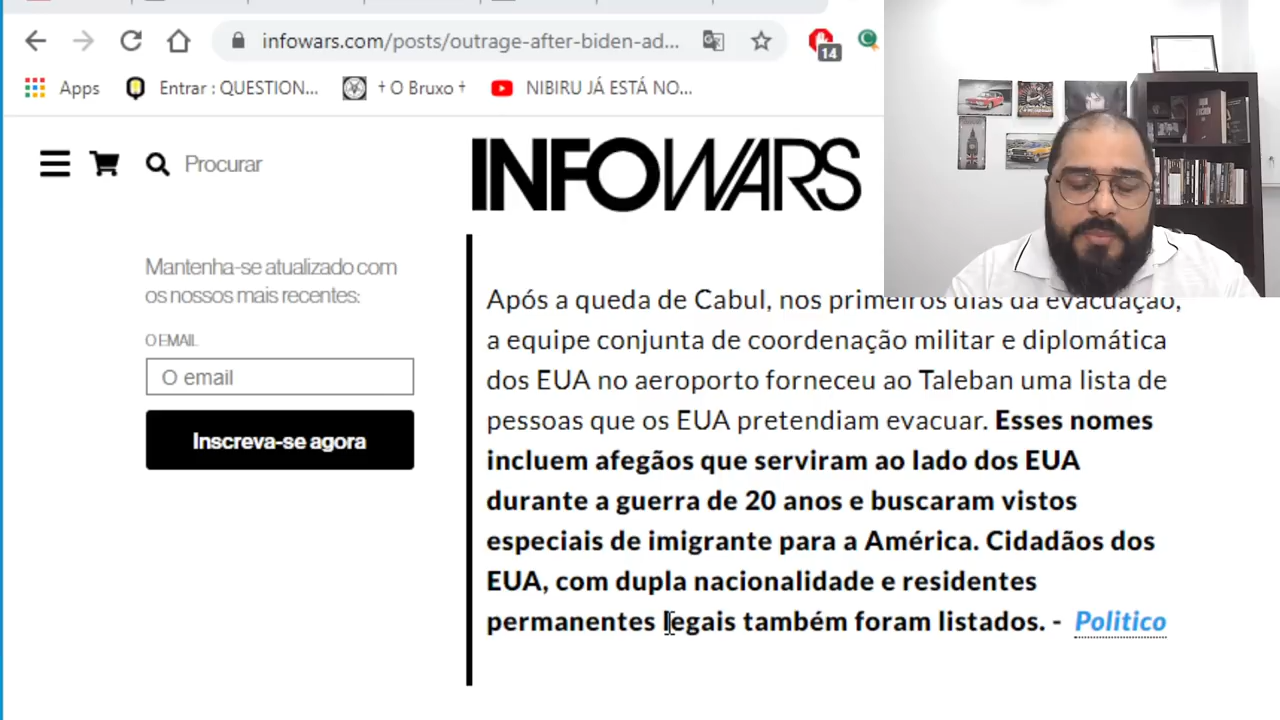 infowars.com/posts/outrage-after-biden-ad...
14
Apps
Entrar : QUESTION...
† O Bruxo †
NIBIRU JÁ ESTÁ NO...
Procurar
INFOWARS
Mantenha-se atualizado com
os nossos mais recentes:
O EMAIL
O email
Inscreva-se agora
Após a queda de Cabul, nos primeiros dias da evacuação,
a equipe conjunta de coordenação militar e diplomática
dos EUA no aeroporto forneceu ao Taleban uma lista de
pessoas que os EUA pretendiam evacuar. Esses nomes
incluem afegãos que serviram ao lado dos EUA
durante a guerra de 20 anos e buscaram vistos
especiais de imigrante para a América. Cidadãos dos
EUA, com dupla nacionalidade e residentes
permanentes legais também foram listados. - Politico